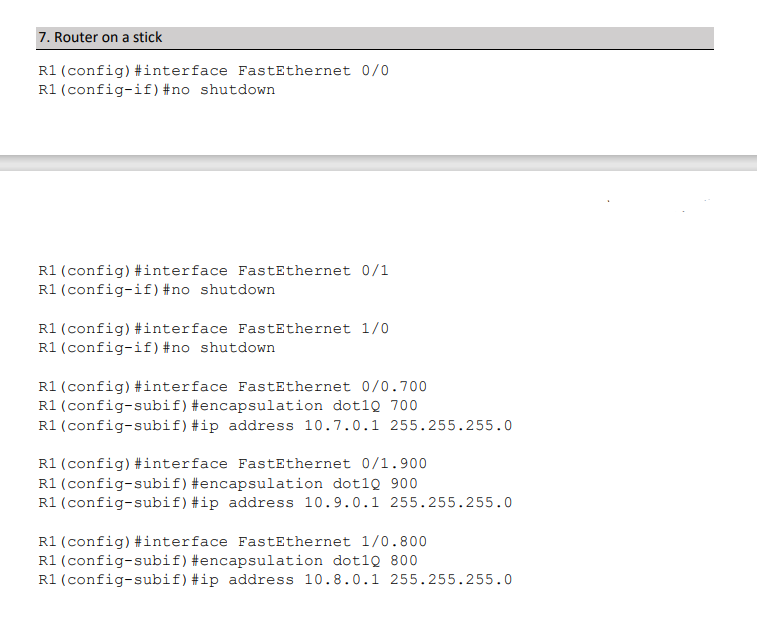 7. Router on a stick
R1(config)#interface FastEthernet 0/0
R1(config-if)#no shutdown
R1(config)#interface FastEthernet 0/1
R1(config-if)#no shutdown
R1(config)#interface FastEthernet 1/0
R1(config-if)#no shutdown
R1(config)#interface FastEthernet 0/0.700
R1(config-subif)#encapsulation dot1Q 700
R1(config-subif)#ip address 10.7.0.1 255.255.255.0
R1(config)#interface FastEthernet 0/1.900
R1(config-subif)#encapsulation dot1Q 900
R1(config-subif)#ip address 10.9.0.1 255.255.255.0
R1(config)#interface FastEthernet 1/0.800
R1(config-subif)#encapsulation dot1Q 800
R1(config-subif)#ip address 10.8.0.1 255.255.255.0